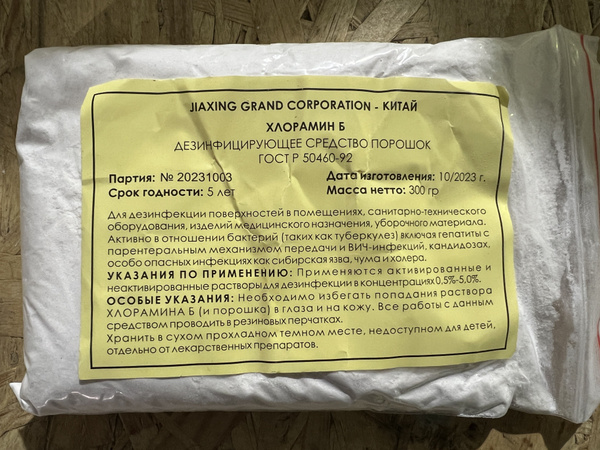 JIAXING GRAND CORPORATION - КИТАЙ
ХЛОРАМИН Б
ДЕЗИНФИЦИРУЮЩЕЕ СРЕДСТВО ПОРОШОК
ГОСТ Р 50460-92
Партия: № 20231003 Дата изготовления: 10/2023 г.
Срок годности: 5 лет Масса нетто: 300 гр
Для дезинфекции поверхностей в помещениях, санитарно-технического
оборудования, изделий медицинского назначения, уборочного материала.
Активно в отношении бактерий (таких как туберкулез) включая гепатиты с
парентеральным механизмом передачи и ВИЧ-инфекций, кандидозах,
особо опасных инфекциях как сибирская язва, чума и холера.
УКАЗАНИЯ ПО ПРИМЕНЕНИЮ: Применяются активированные и
неактивированные растворы для дезинфекции в концентрациях 0,5%-5,0%.
ОСОБЫЕ УКАЗАНИЯ: Необходимо избегать попадания раствора
ХЛОРАМИНА Б (и порошка) в глаза и на кожу. Все работы с данным
средством проводить в резиновых перчатках.
Хранить в сухом прохладном темном месте, недоступном для детей,
отдельно от лекарственных препаратов.